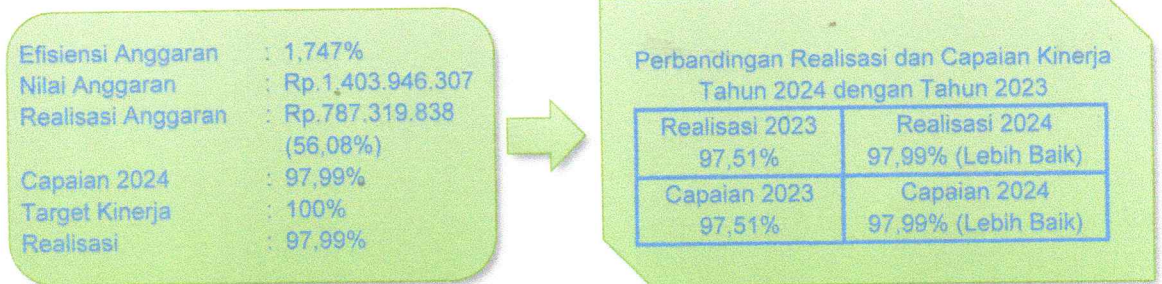 Efisiensi Anggaran : 1,747%
Nilai Anggaran : Rp.1.403.946.307
Realisasi Anggaran : Rp.787.319.838
(56,08%)
Capaian 2024 : 97,99%
Target Kinerja : 100%
Realisasi : 97,99%
Perbandingan Realisasi dan Capaian Kinerja
Tahun 2024 dengan Tahun 2023
Realisasi 2023 Realisasi 2024
97,51% 97,99% (Lebih Baik)
Capaian 2023 Capaian 2024
97,51% 97,99% (Lebih Baik)